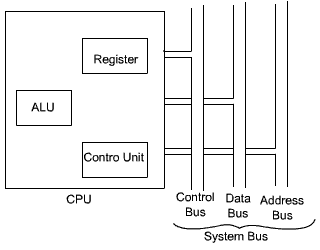 Register
ALU
Contro Unit
CPU
Control
Bus
Data
Bus
Address
Bus
System Bus